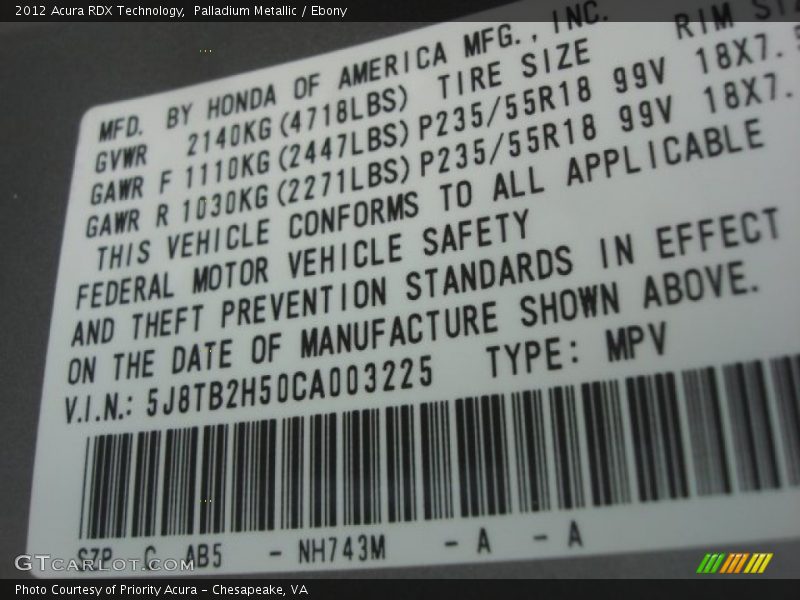 2012 Acura RDX Technology,  Palladium Metallic / Ebony
MFD. BY HONDA OF AMERICA MFG., INC.
GVWR 2140KG(4718LBS) TIRE SIZE RIM
GAWR F 1110KG(2447LBS) P235/55R18 99V 18X7.
GAWR R 1030KG(2271LBS) P235/55R18 99V 18X7.
THIS VEHICLE CONFORMS TO ALL APPLICABLE
FEDERAL MOTOR VEHICLE SAFETY
AND THEFT PREVENTION STANDARDS IN EFFECT
ON THE DATE OF MANUFACTURE SHOWN ABOVE.
V.I.N.: 5J8TB2H50CA003225 TYPE: MPV
C AB5 - NH743M - A - A
GTcarlot.com
Photo Courtesy of Priority Acura - Chesapeake, VA